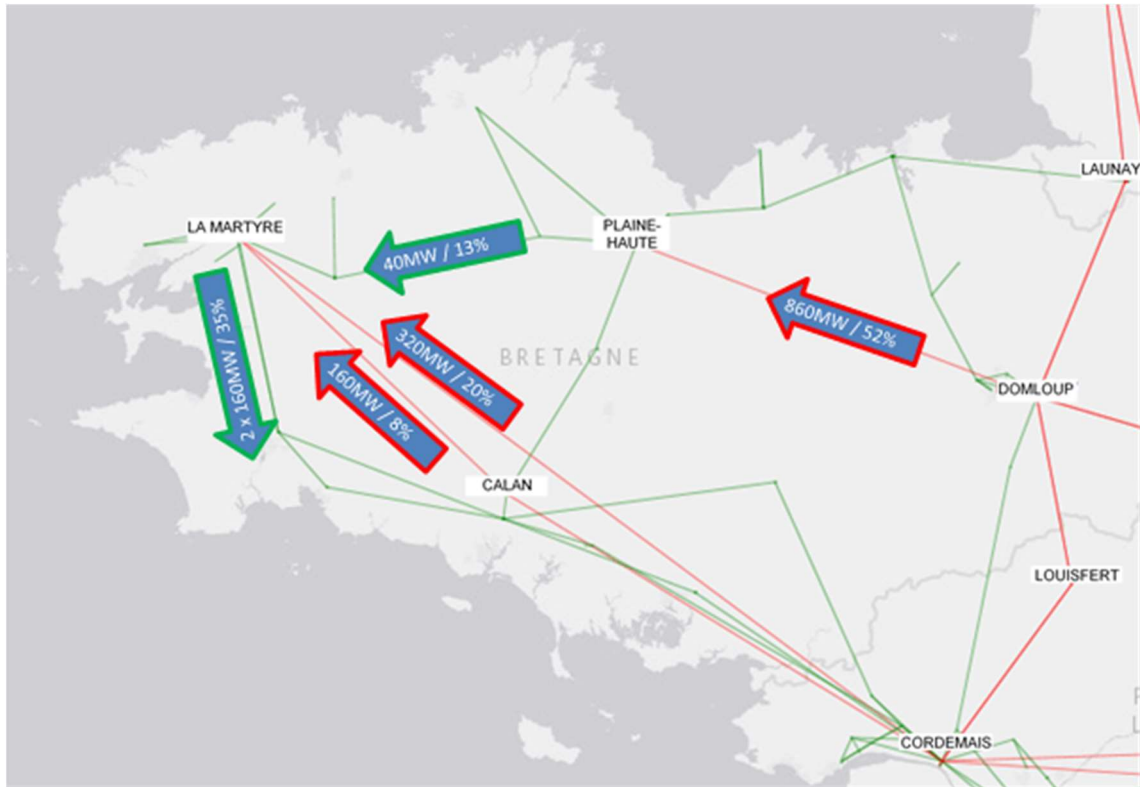 LAUNAY
LA MARTYRE
PLAINE-
HAUTE
40MW / 13%
2 x 160MW / 35%
320MW / 20%
860MW / 52%
160MW / 8%
BRETAGNE
DOMLOUP
CALAN
LOUISFERT
CORDEMAIS